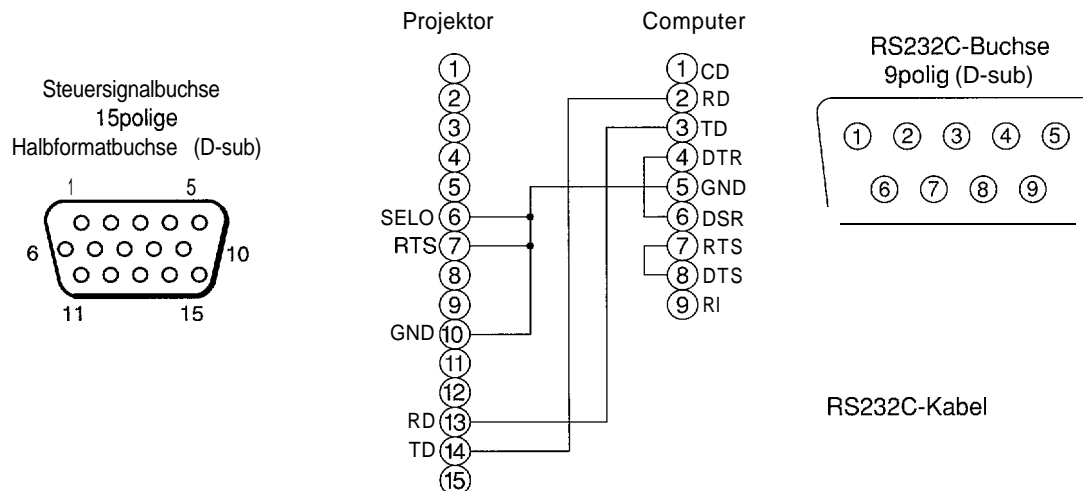 Steuersignalbuchse
15polige
Halbformatbuchse (D-sub)
1 5
6 10
11 15
Projektor
1
2
3
4
5
SELO 6
RTS 7
8
9
GND 10
11
12
RD 13
TD 14
15
Computer
1 CD
2 RD
3 TD
4 DTR
5 GND
6 DSR
7 RTS
8 DTS
9 RI
RS232C-Buchse
9polig (D-sub)
1 2 3 4 5
6 7 8 9
RS232C-Kabel